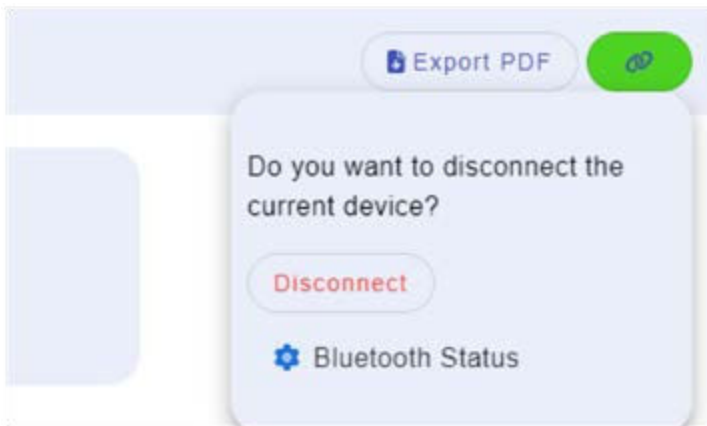 Export PDF
Do you want to disconnect the
current device?
Disconnect
Bluetooth Status